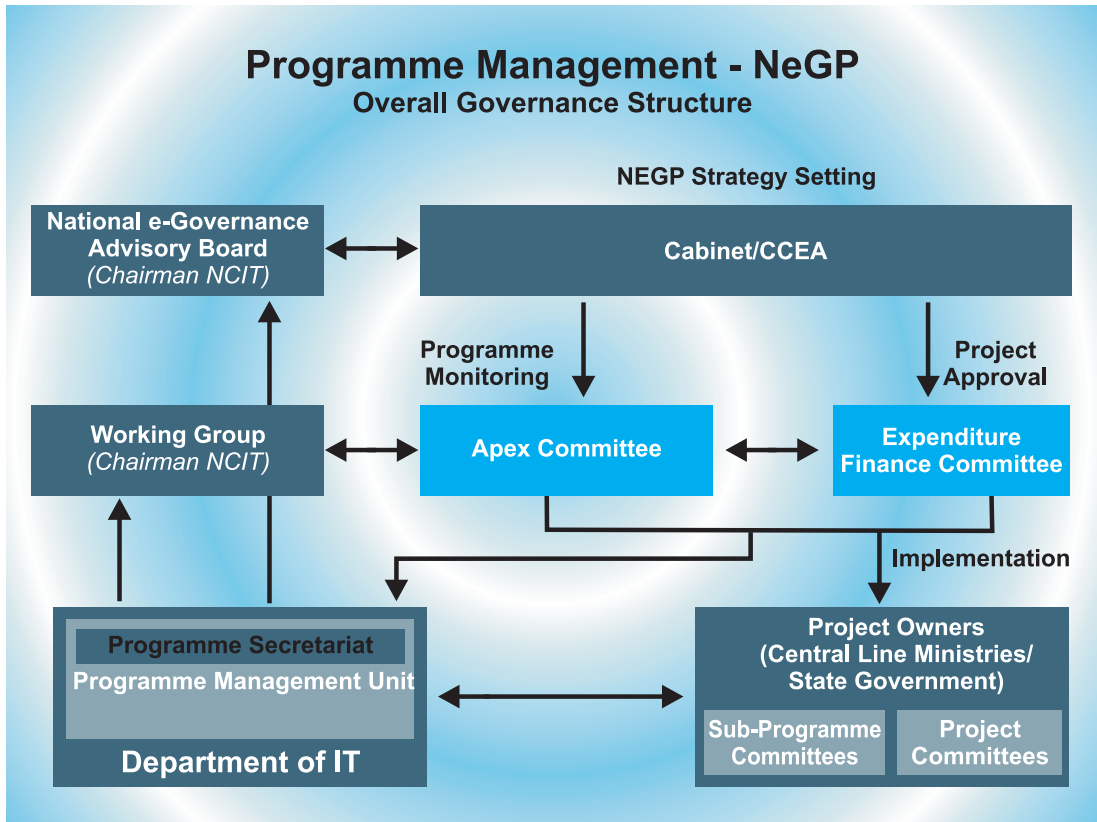 Programme Management - NeGP
Overall Governance Structure
NEGP Strategy Setting
National e-Governance
Advisory Board
(Chairman NCIT)
Cabinet/CCEA
Programme
Monitoring
Project
Approval
Working Group
(Chairman NCIT)
Apex Committee
Expenditure
Finance Committee
Implementation
Programme Secretariat
Programme Management Unit
Department of IT
Project Owners
(Central Line Ministries/
State Government)
Sub-Programme
Committees
Project
Committees